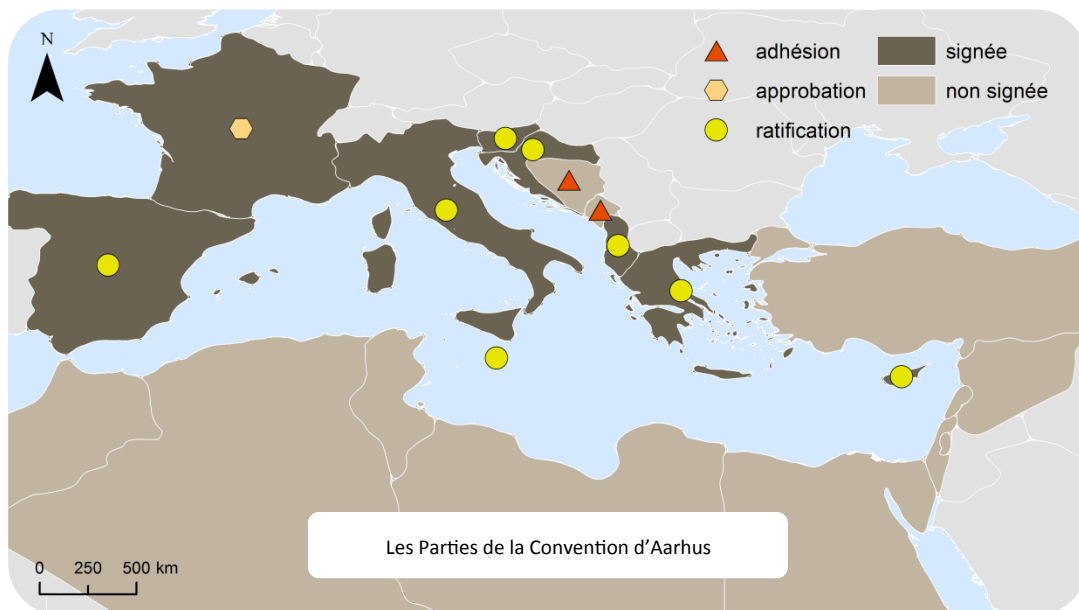 N
adhésion
signée
approbation
non signée
ratification
Les Parties de la Convention d’Aarhus
0 250 500 km